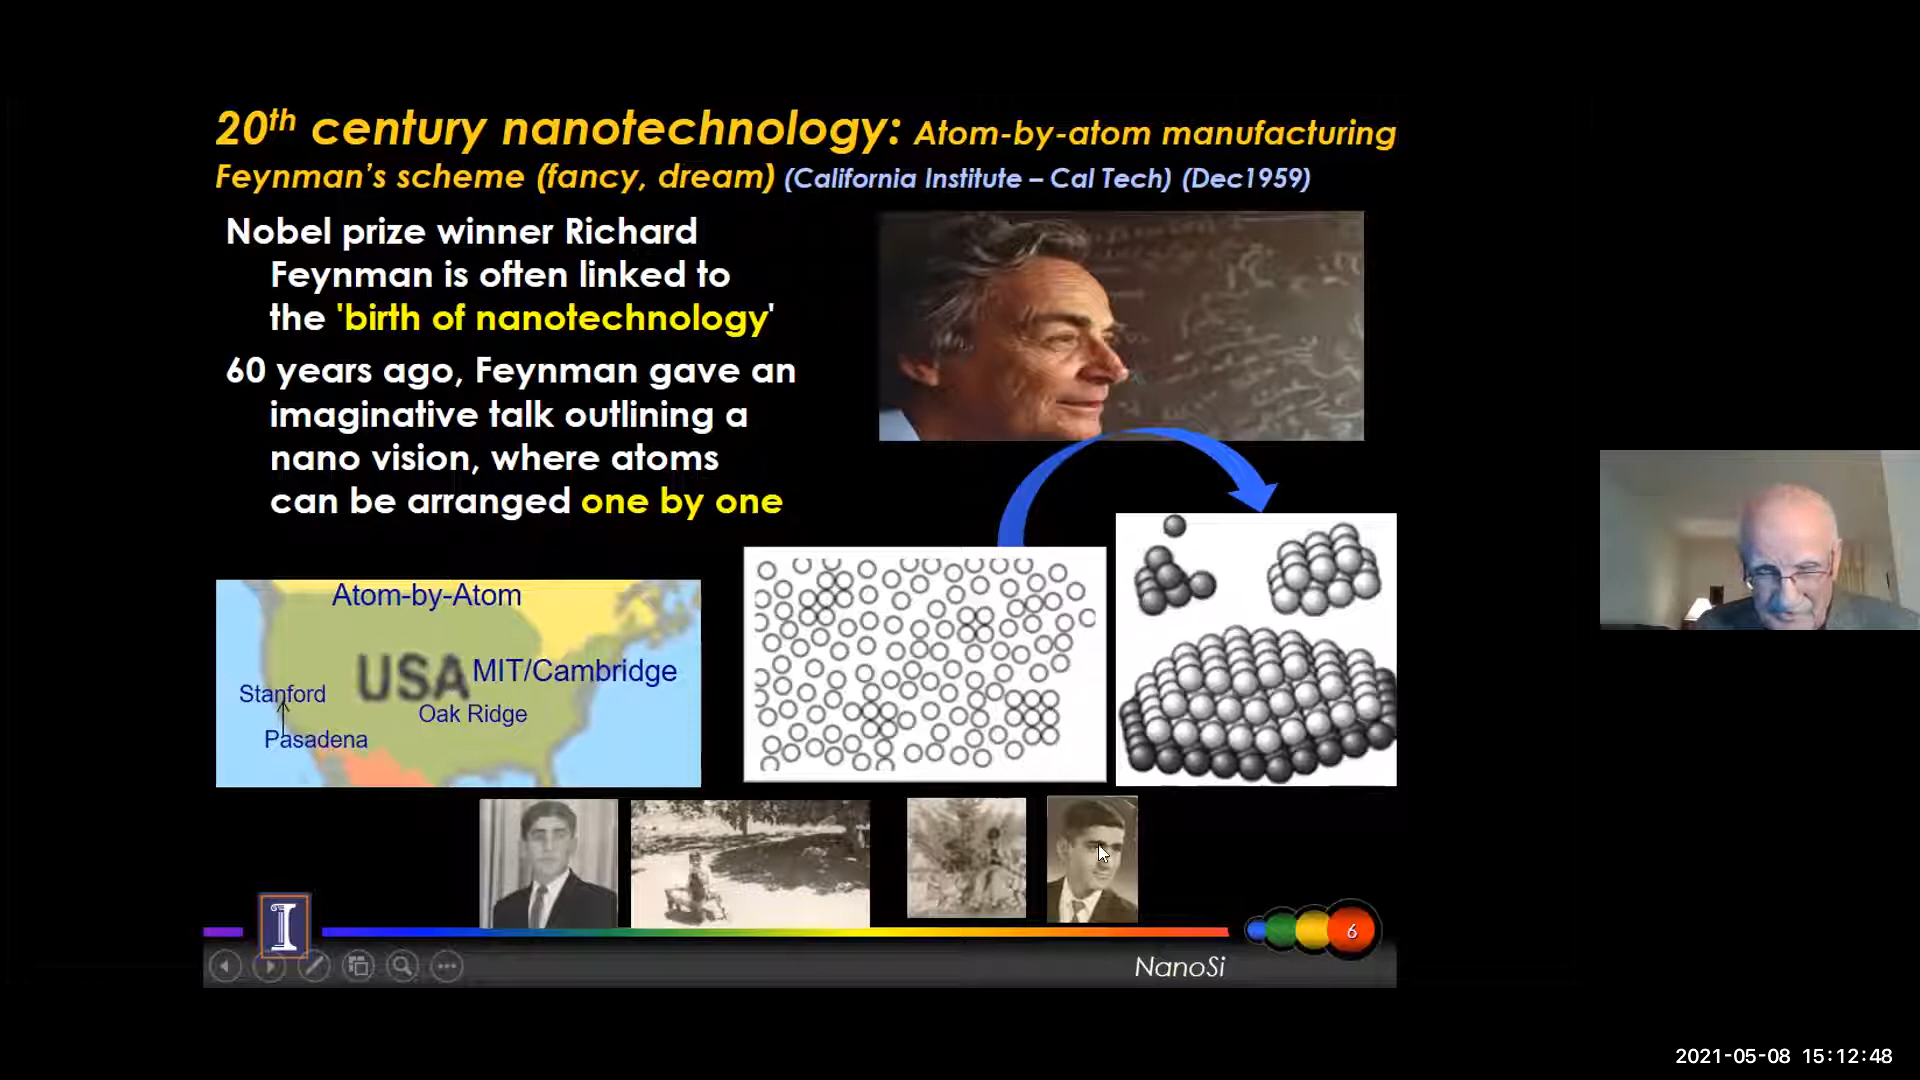 20th century nanotechnology: Atom-by-atom manufacturing
Feynman's scheme (fancy, dream) (California Institute – Cal Tech) (Dec1959)
Nobel prize winner Richard
Feynman is often linked to
the 'birth of nanotechnology'
60 years ago, Feynman gave an
imaginative talk outlining a
nano vision, where atoms
can be arranged one by one
Atom-by-Atom
USA
MIT/Cambridge
Stanford
Oak Ridge
Pasadena
I
6
NanoSi
2021-05-08 15:12:48